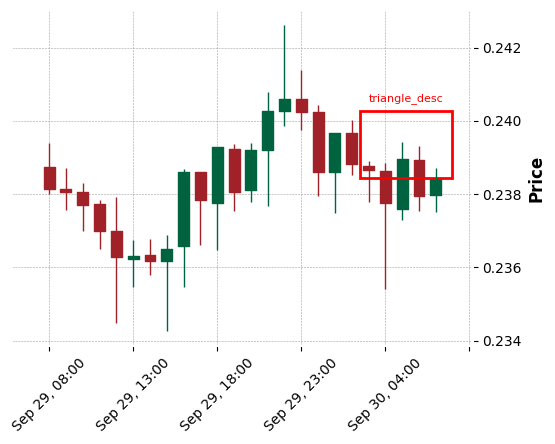 0.242
triangle_desc
0.240
0.238
0.236
0.234
Price
Sep 29, 08:00
Sep 29, 13:00
Sep 29, 18:00
Sep 29, 23:00
Sep 30, 04:00